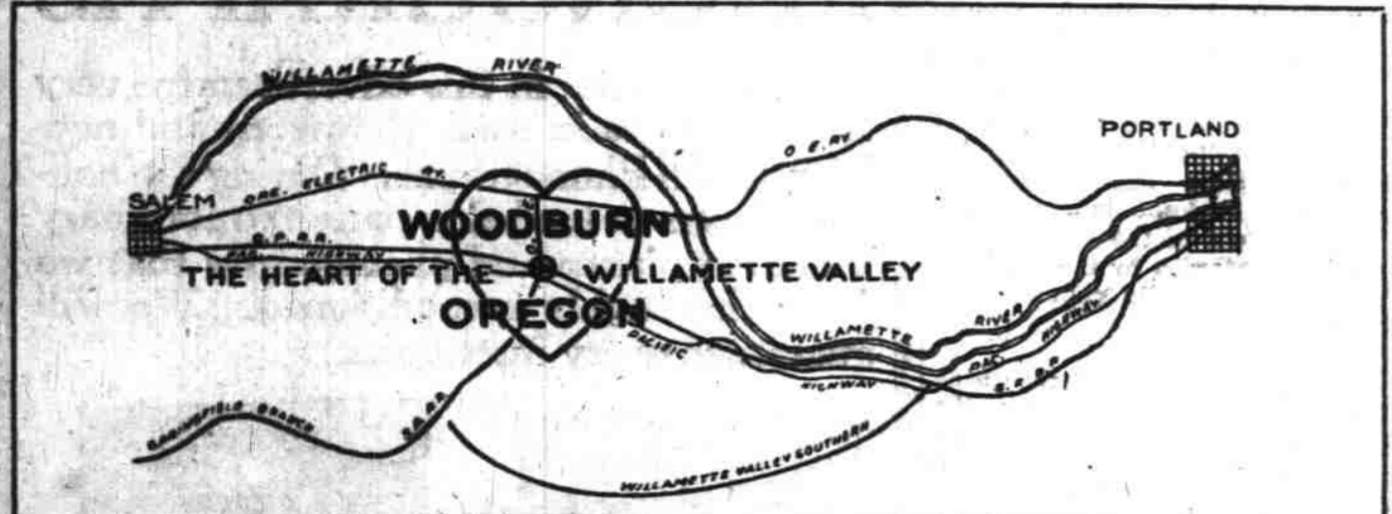 WILLAMETTE RIVER
PORTLAND
O. E. RY.
ORE. ELECTRIC RY.
SALEM
WOODBURN
S. P. R. R.
PAC. HIGHWAY
THE HEART OF THE WILLAMETTE VALLEY
OREGON
PACIFIC HIGHWAY
WILLAMETTE RIVER
PAC. HIGHWAY
S. P. R. R.
SPRINGFIELD BRANCH
S. P. R. R.
WILLAMETTE VALLEY SOUTHERN